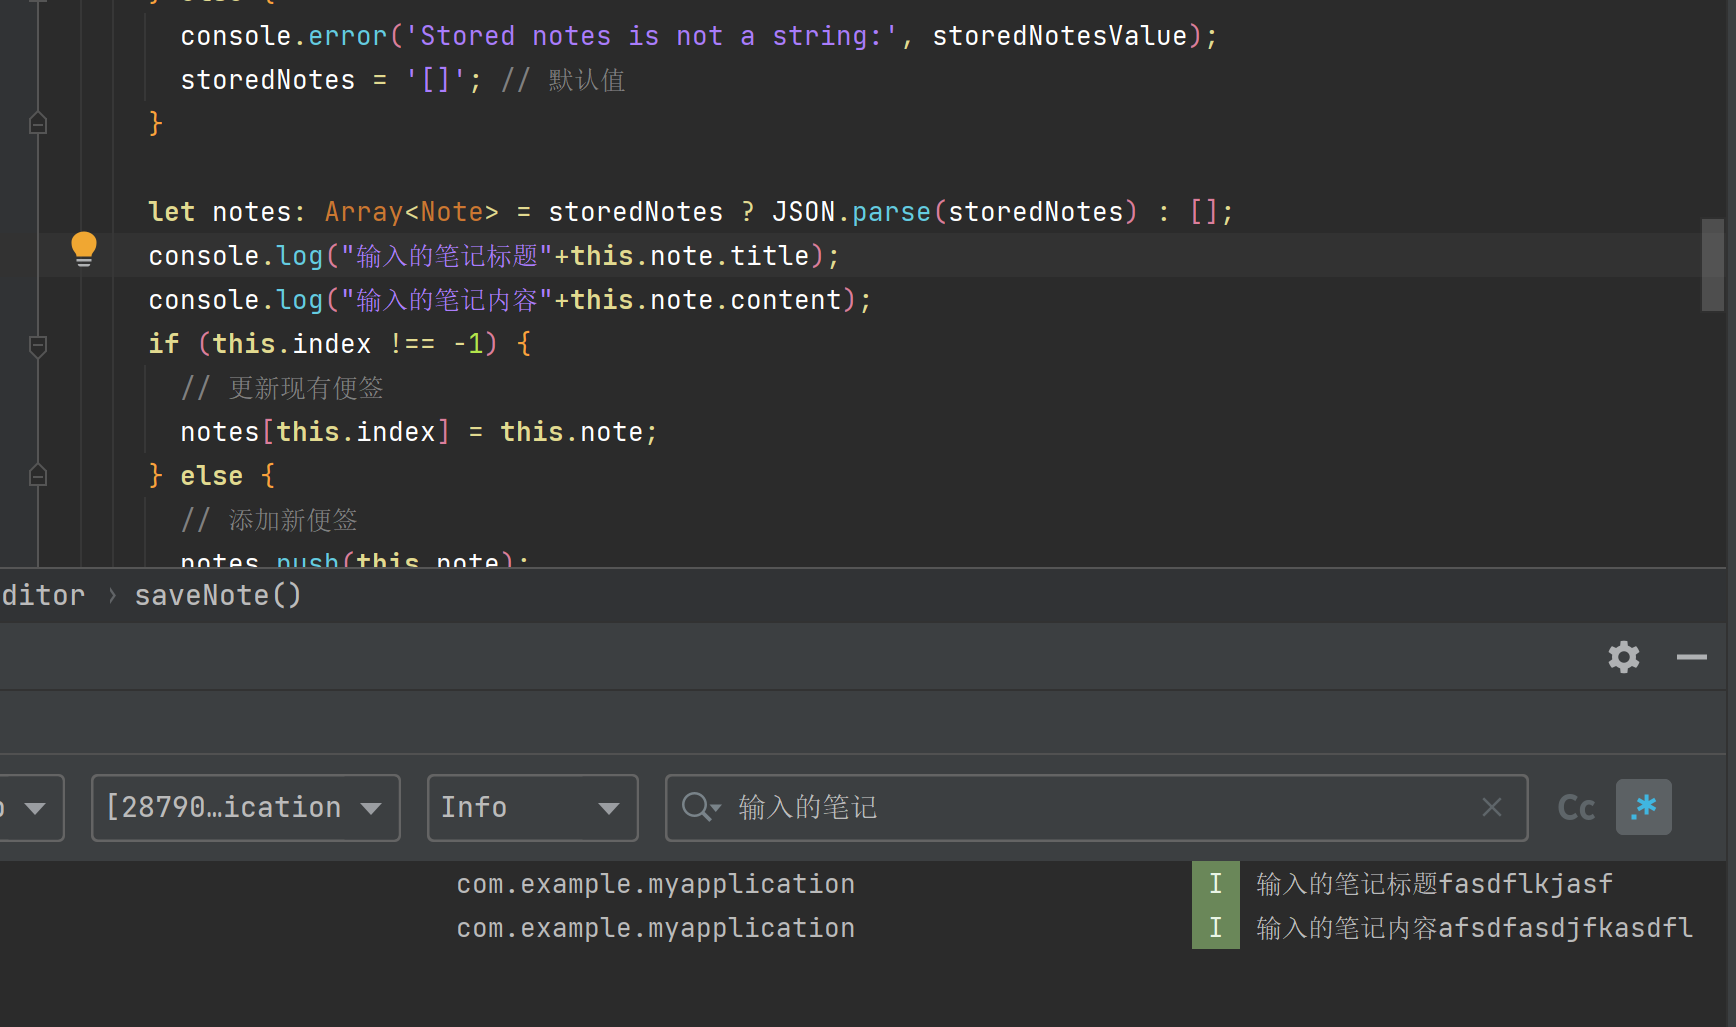 console.error('Stored notes is not a string:', storedNotesValue);
storedNotes = '[]'; // 默认值
}
let notes: Array<Note> = storedNotes ? JSON.parse(storedNotes) : [];
console.log("输入的笔记标题"+this.note.title);
console.log("输入的笔记内容"+this.note.content);
if (this.index !== -1) {
// 更新现有便签
notes[this.index] = this.note;
} else {
// 添加新便签
notes.push(this.note);
ditor › saveNote()
[28790…ication Info 输入的笔记 Cc .*
com.example.myapplication I 输入的笔记标题fasdflkjasf
com.example.myapplication I 输入的笔记内容afsdfasdjfkasdfl